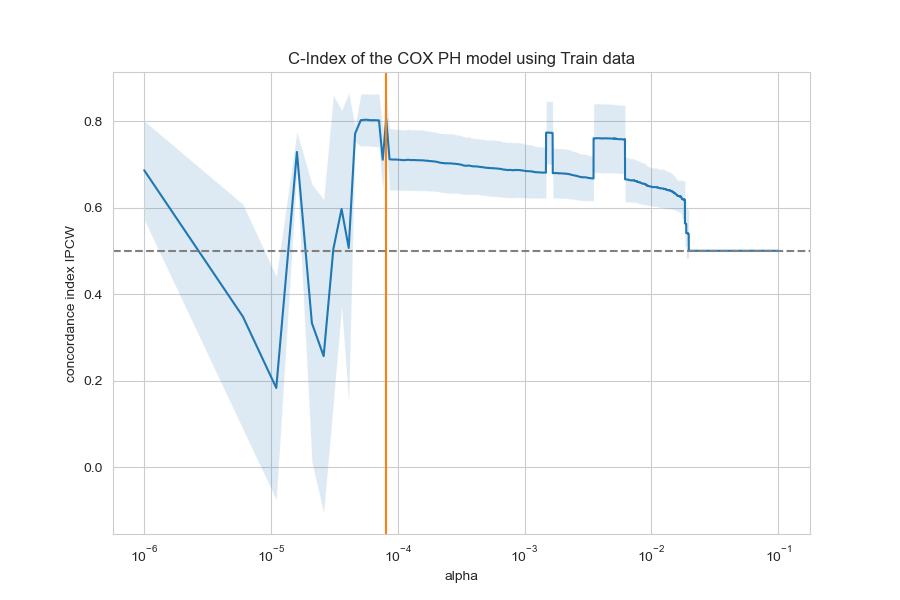 C-Index of the COX PH model using Train data
concordance index IPCW
0.8
0.6
0.4
0.2
0.0
10⁻⁶ 10⁻⁵ 10⁻⁴ 10⁻³ 10⁻² 10⁻¹
alpha